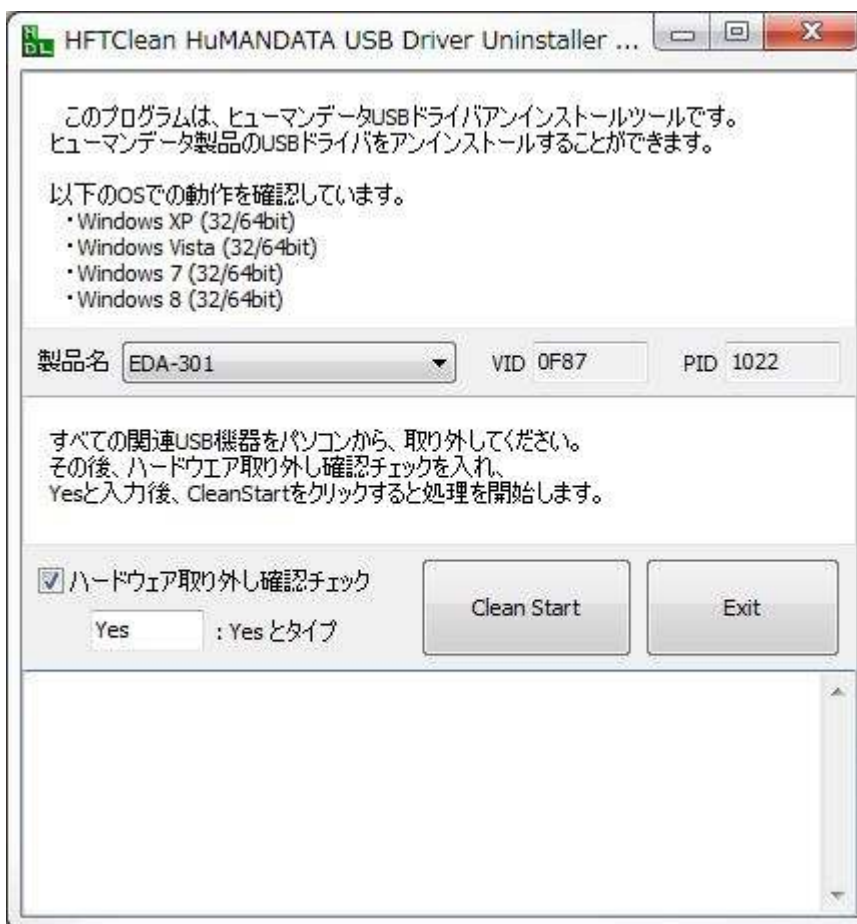 HDL
HFTClean HuMANDATA USB Driver Uninstaller ...
このプログラムは、ヒューマンデータUSBドライバアンインストールツールです。
ヒューマンデータ製品のUSBドライバをアンインストールすることができます。
以下のOSでの動作を確認しています。
・Windows XP (32/64bit)
・Windows Vista (32/64bit)
・Windows 7 (32/64bit)
・Windows 8 (32/64bit)
製品名 EDA-301 VID 0F87 PID 1022
すべての関連USB機器をパソコンから、取り外してください。
その後、ハードウエア取り外し確認チェックを入れ、
Yesと入力後、CleanStartをクリックすると処理を開始します。
ハードウェア取り外し確認チェック
Yes : Yesとタイプ
Clean Start
Exit